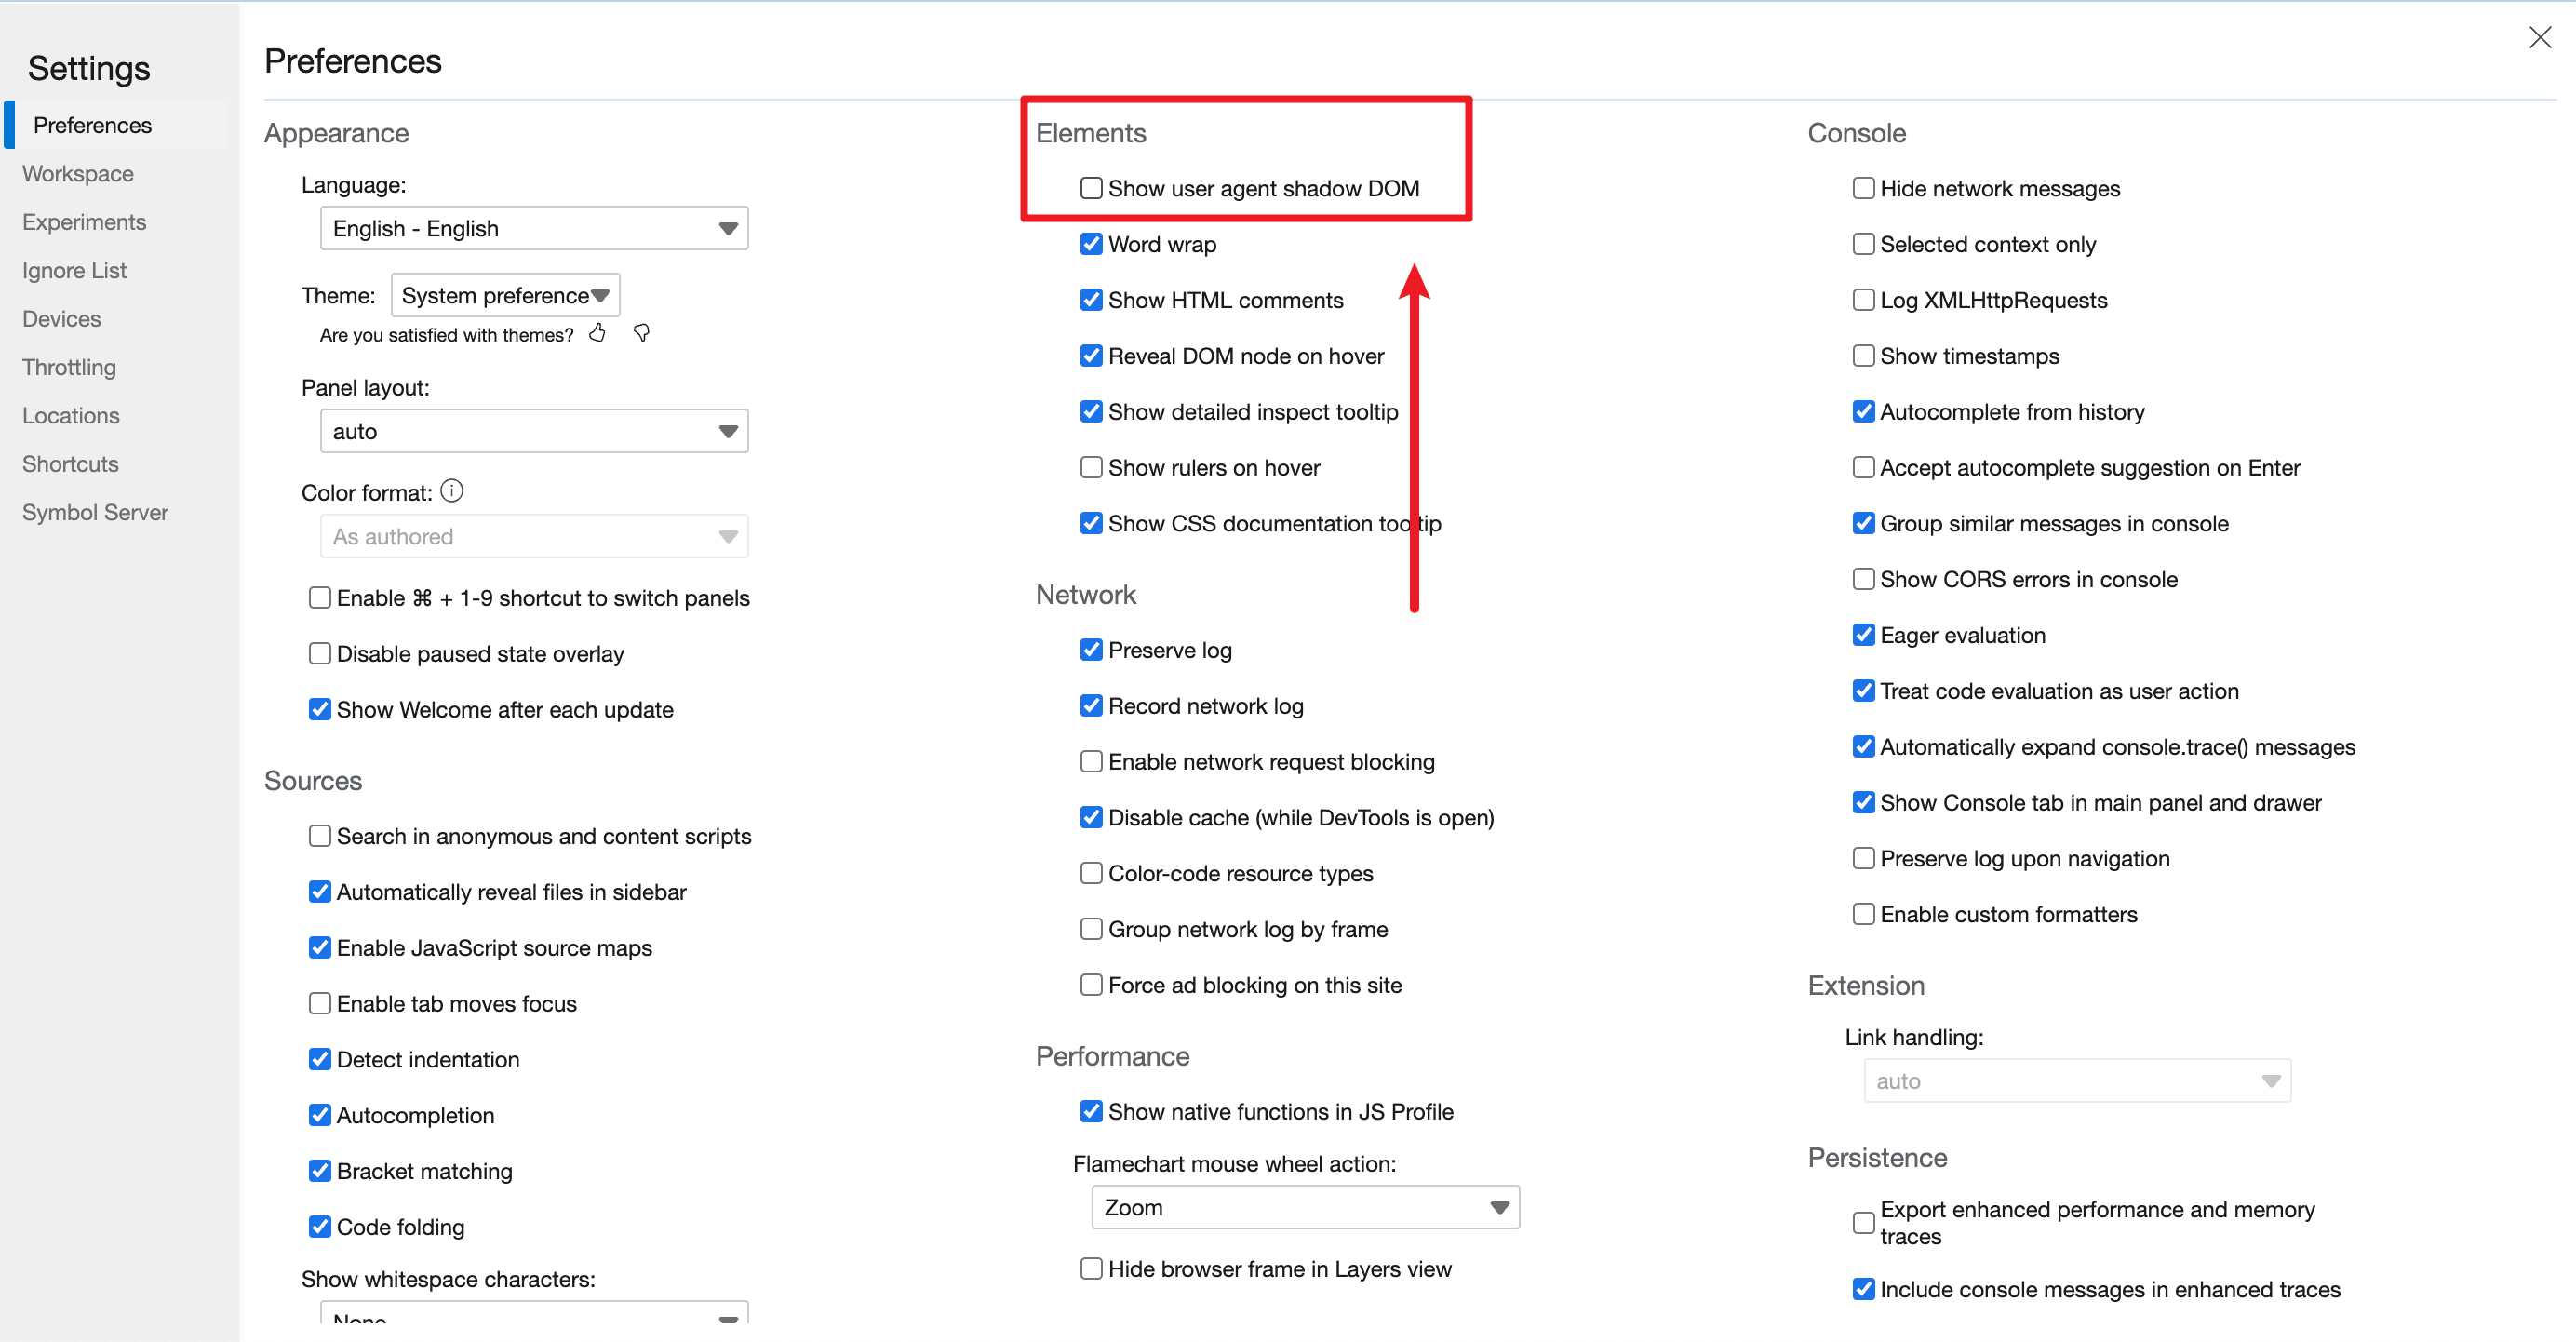 Settings
Preferences
Workspace
Experiments
Ignore List
Devices
Throttling
Locations
Shortcuts
Symbol Server
Preferences
Appearance
Language:
English - English
Theme: System preference
Are you satisfied with themes?
Panel layout:
auto
Color format:
As authored
Enable ⌘ + 1-9 shortcut to switch panels
Disable paused state overlay
Show Welcome after each update
Sources
Search in anonymous and content scripts
Automatically reveal files in sidebar
Enable JavaScript source maps
Enable tab moves focus
Detect indentation
Autocompletion
Bracket matching
Code folding
Show whitespace characters:
None
Elements
Show user agent shadow DOM
Word wrap
Show HTML comments
Reveal DOM node on hover
Show detailed inspect tooltip
Show rulers on hover
Show CSS documentation tooltip
Network
Preserve log
Record network log
Enable network request blocking
Disable cache (while DevTools is open)
Color-code resource types
Group network log by frame
Force ad blocking on this site
Performance
Show native functions in JS Profile
Flamechart mouse wheel action:
Zoom
Hide browser frame in Layers view
Console
Hide network messages
Selected context only
Log XMLHttpRequests
Show timestamps
Autocomplete from history
Accept autocomplete suggestion on Enter
Group similar messages in console
Show CORS errors in console
Eager evaluation
Treat code evaluation as user action
Automatically expand console.trace() messages
Show Console tab in main panel and drawer
Preserve log upon navigation
Enable custom formatters
Extension
Link handling:
auto
Persistence
Export enhanced performance and memory
traces
Include console messages in enhanced traces